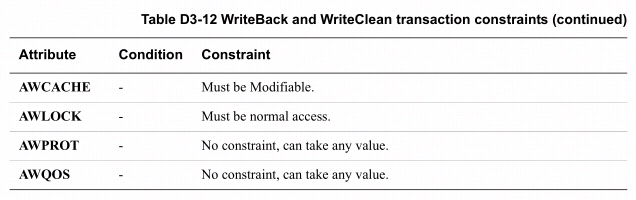 Table D3-12 WriteBack and WriteClean transaction constraints (continued)
Attribute Condition Constraint
AWCACHE - Must be Modifiable.
AWLOCK - Must be normal access.
AWPROT - No constraint, can take any value.
AWQOS - No constraint, can take any value.